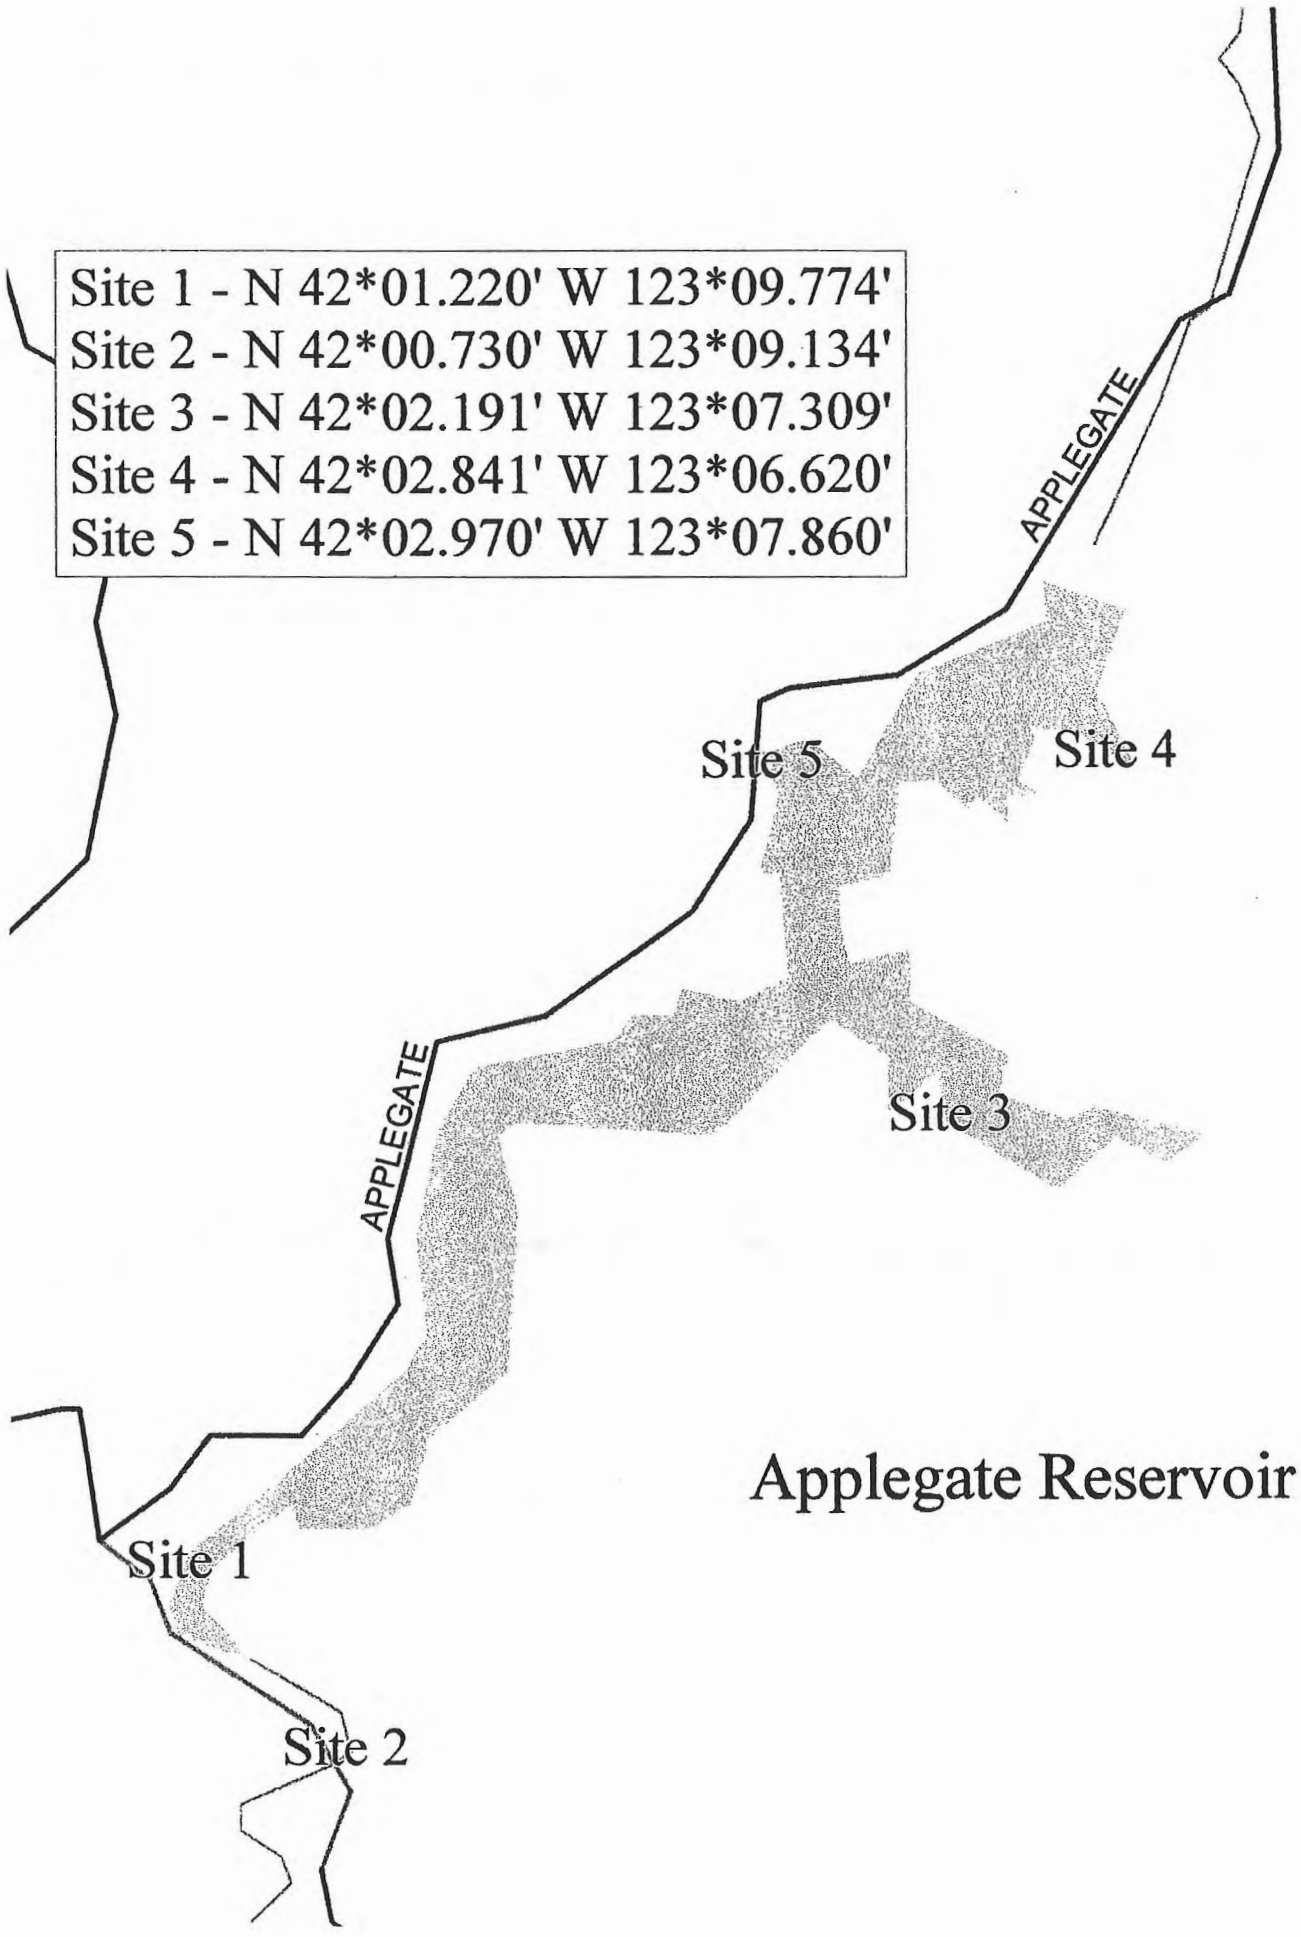 Site 1 - N 42*01.220' W 123*09.774'
Site 2 - N 42*00.730' W 123*09.134'
Site 3 - N 42*02.191' W 123*07.309'
Site 4 - N 42*02.841' W 123*06.620'
Site 5 - N 42*02.970' W 123*07.860'
APPLEGATE
Site 5
Site 4
APPLEGATE
Site 3
Applegate Reservoir
Site 1
Site 2